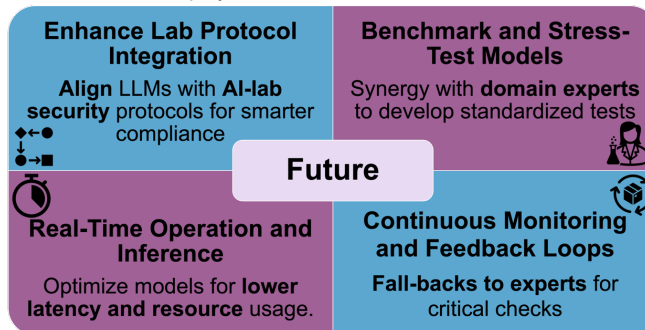 Enhance Lab Protocol
Integration
Align LLMs with AI-lab
security protocols for smarter
compliance
Benchmark and Stress-
Test Models
Synergy with domain experts
to develop standardized tests
Future
Real-Time Operation and
Inference
Optimize models for lower
latency and resource usage.
Continuous Monitoring
and Feedback Loops
Fall-backs to experts for
critical checks